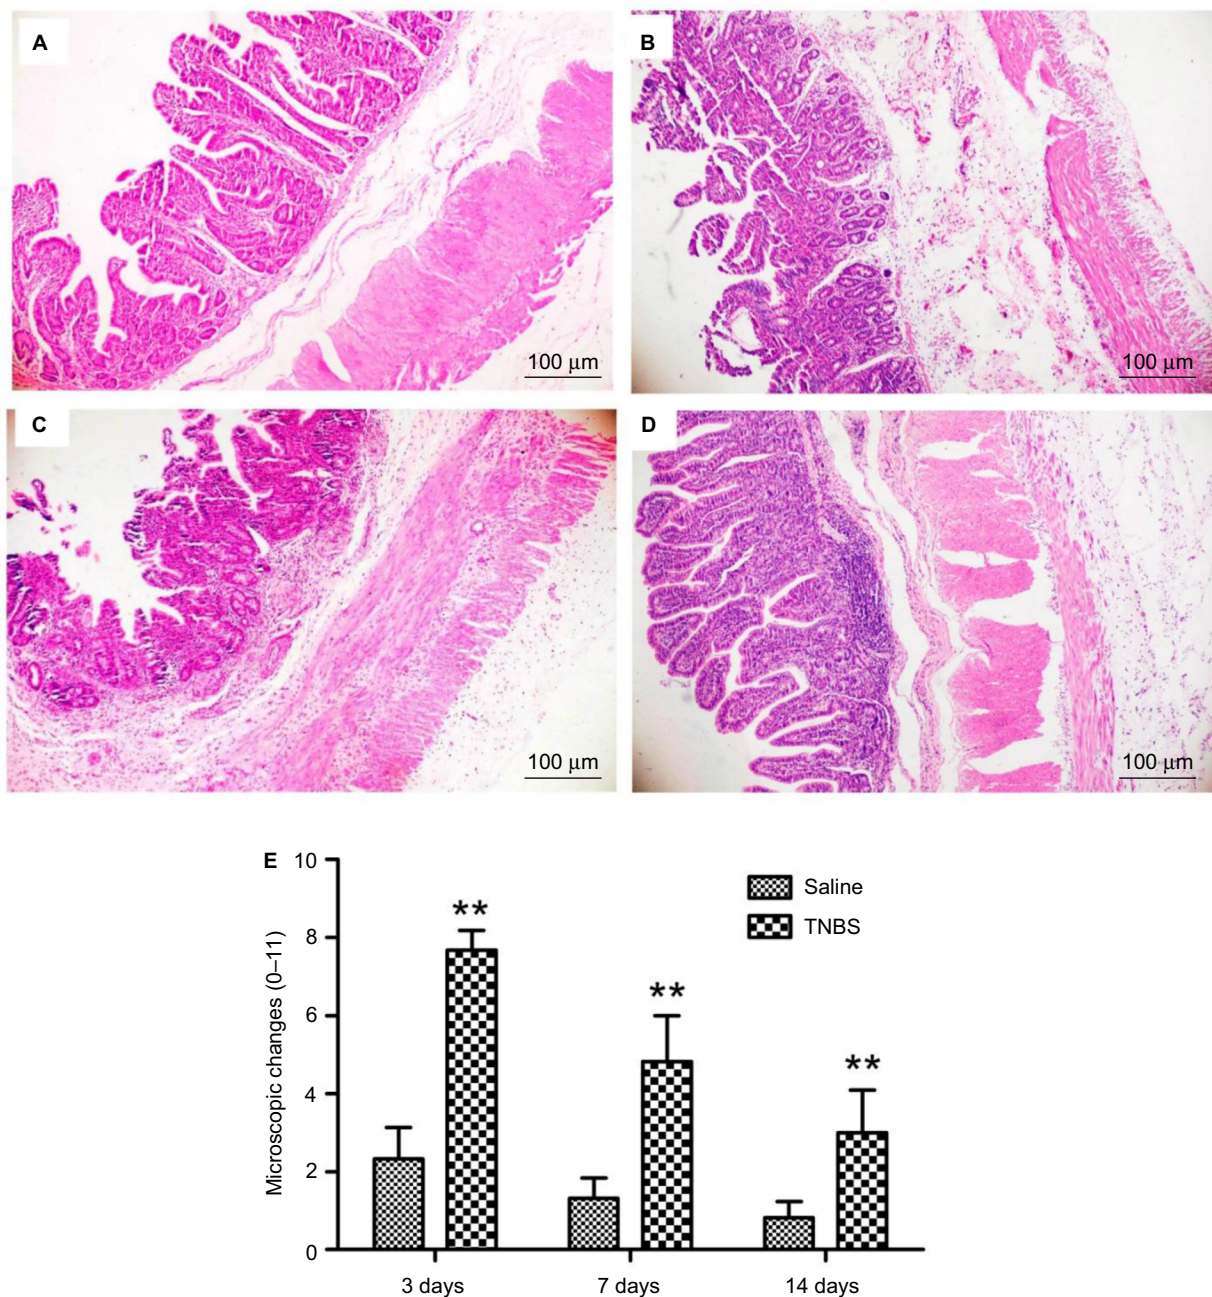 A
B
100 μm
100 μm
C
D
100 μm
100 μm
E
Microscopic changes (0–11)
10
8
6
4
2
0
Saline
TNBS
**
**
**
3 days
7 days
14 days